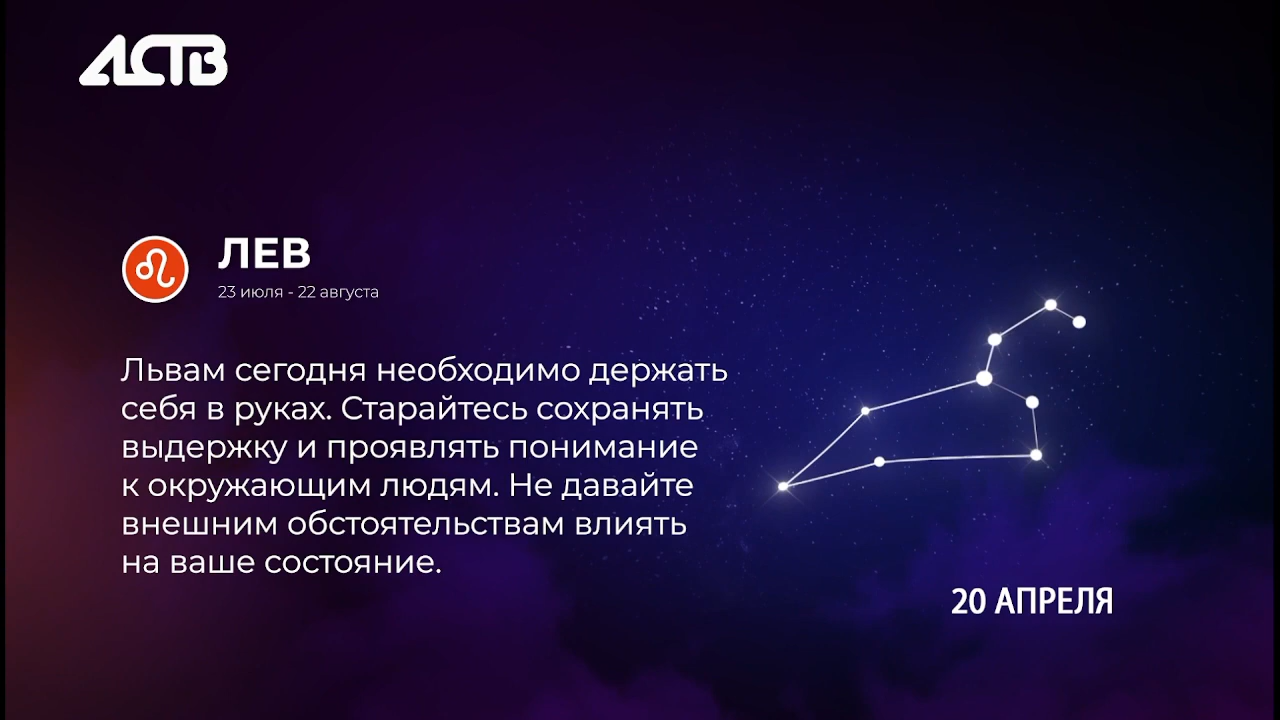 АСТВ
ЛЕВ
23 июля - 22 августа
Львам сегодня необходимо держать
себя в руках. Старайтесь сохранять
выдержку и проявлять понимание
к окружающим людям. Не давайте
внешним обстоятельствам влиять
на ваше состояние.
20 АПРЕЛЯ